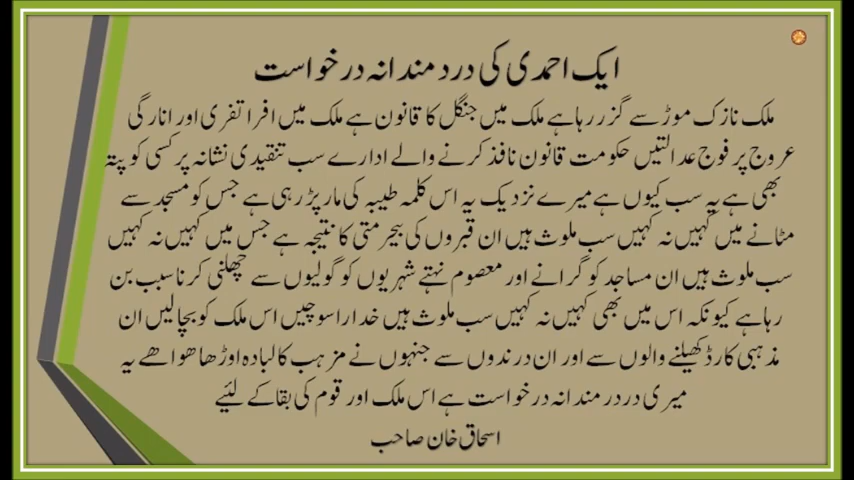 ایک احمدی کی دردمندانہ درخواست
ملک نازک موڑ سے گزر رہا ہے ملک میں جنگل کا قانون ہے ملک میں افراتفری اور انارگی
عروج پر فوج عدالتیں حکومت قانون نافذ کرنے والے ادارے سب تنقیدی نشانہ پر کسی کو پتہ
بھی ہے یہ سب کیوں ہے میرے نزدیک یہ اس کلمہ طیبہ کی مار پڑ رہی ہے جس کو مسجد سے
مٹانے میں کہیں نہ کہیں سب ملوث ہیں ان قبروں کی بیحرمتی کا نتیجہ ہے جس میں کہیں نہ کہیں
سب ملوث ہیں ان مساجد کو گرانے اور معصوم نہتے شہریوں کو گولیوں سے چھلنی کرنا سبب بن
رہا ہے کیونکہ اس میں بھی کہیں نہ کہیں سب ملوث ہیں خدارا سوچیں اس ملک کو بچالیں ان
مذہبی کارڈ کھیلنے والوں سے اور ان درندوں سے جنہوں نے مزہب کا لبادہ اوڑھا ھوا ھے یہ
میری دردرمندانہ درخواست ہے اس ملک اور قوم کی بقا کے لئیے
اسحاق خان صاحب